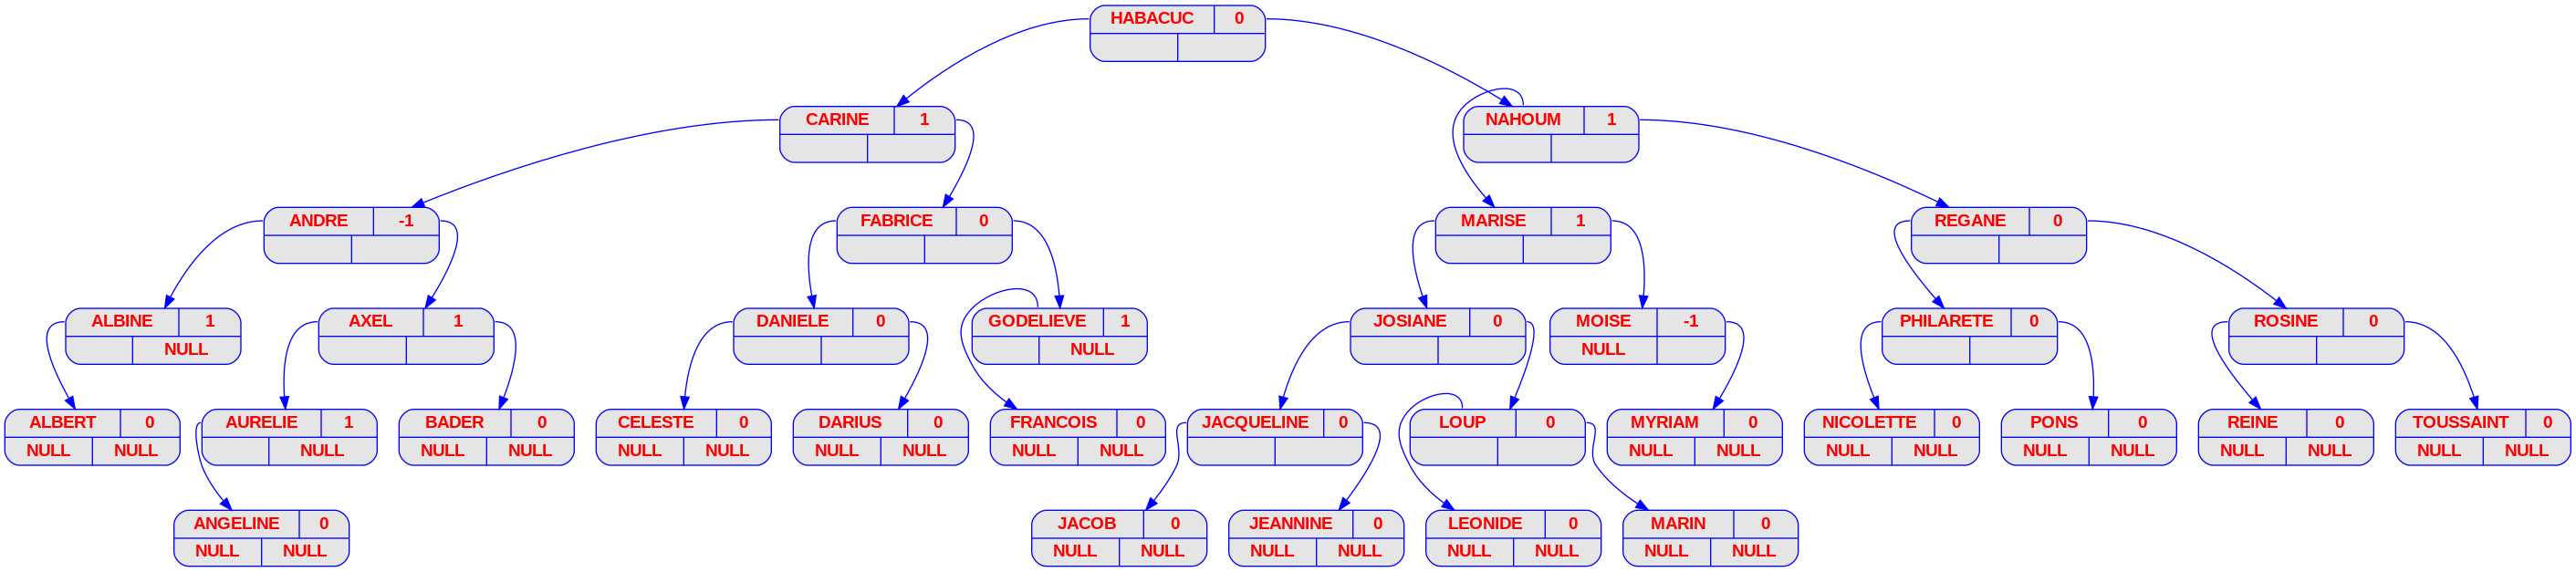 HABACUC 0
CARINE 1
NAHOUM 1
ANDRE -1
FABRICE 0
MARISE 1
REGANE 0
ALBINE 1
NULL
AXEL 1
DANIELE 0
GODELIEVE 1
NULL
JOSIANE 0
MOISE -1
NULL
PHILARETE 0
ROSINE 0
ALBERT 0
NULL NULL
AURELIE 1
NULL
BADER 0
NULL NULL
CELESTE 0
NULL NULL
DARIUS 0
NULL NULL
FRANCOIS 0
NULL NULL
JACQUELINE 0
LOUP 0
MYRIAM 0
NULL NULL
NICOLETTE 0
NULL NULL
PONS 0
NULL NULL
REINE 0
NULL NULL
TOUSSAINT 0
NULL NULL
ANGELINE 0
NULL NULL
JACOB 0
NULL NULL
JEANNINE 0
NULL NULL
LEONIDE 0
NULL NULL
MARIN 0
NULL NULL